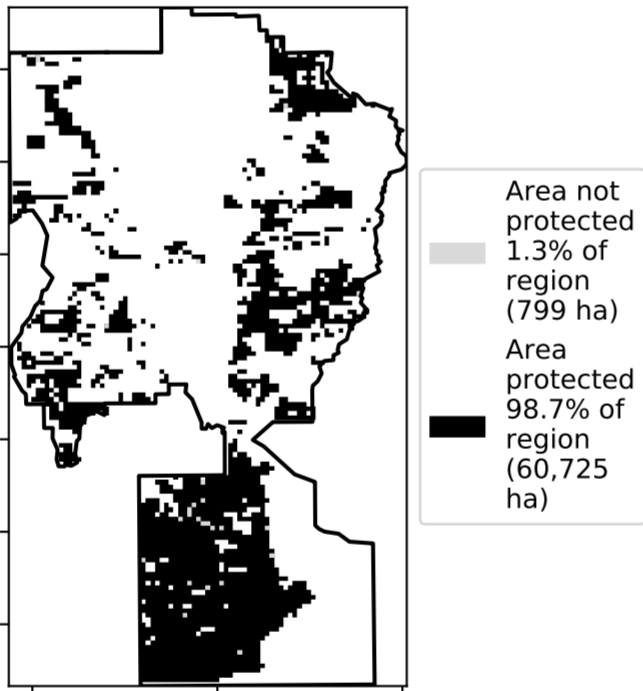 Area not
protected
1.3% of
region
(799 ha)
Area
protected
98.7% of
region
(60,725
ha)